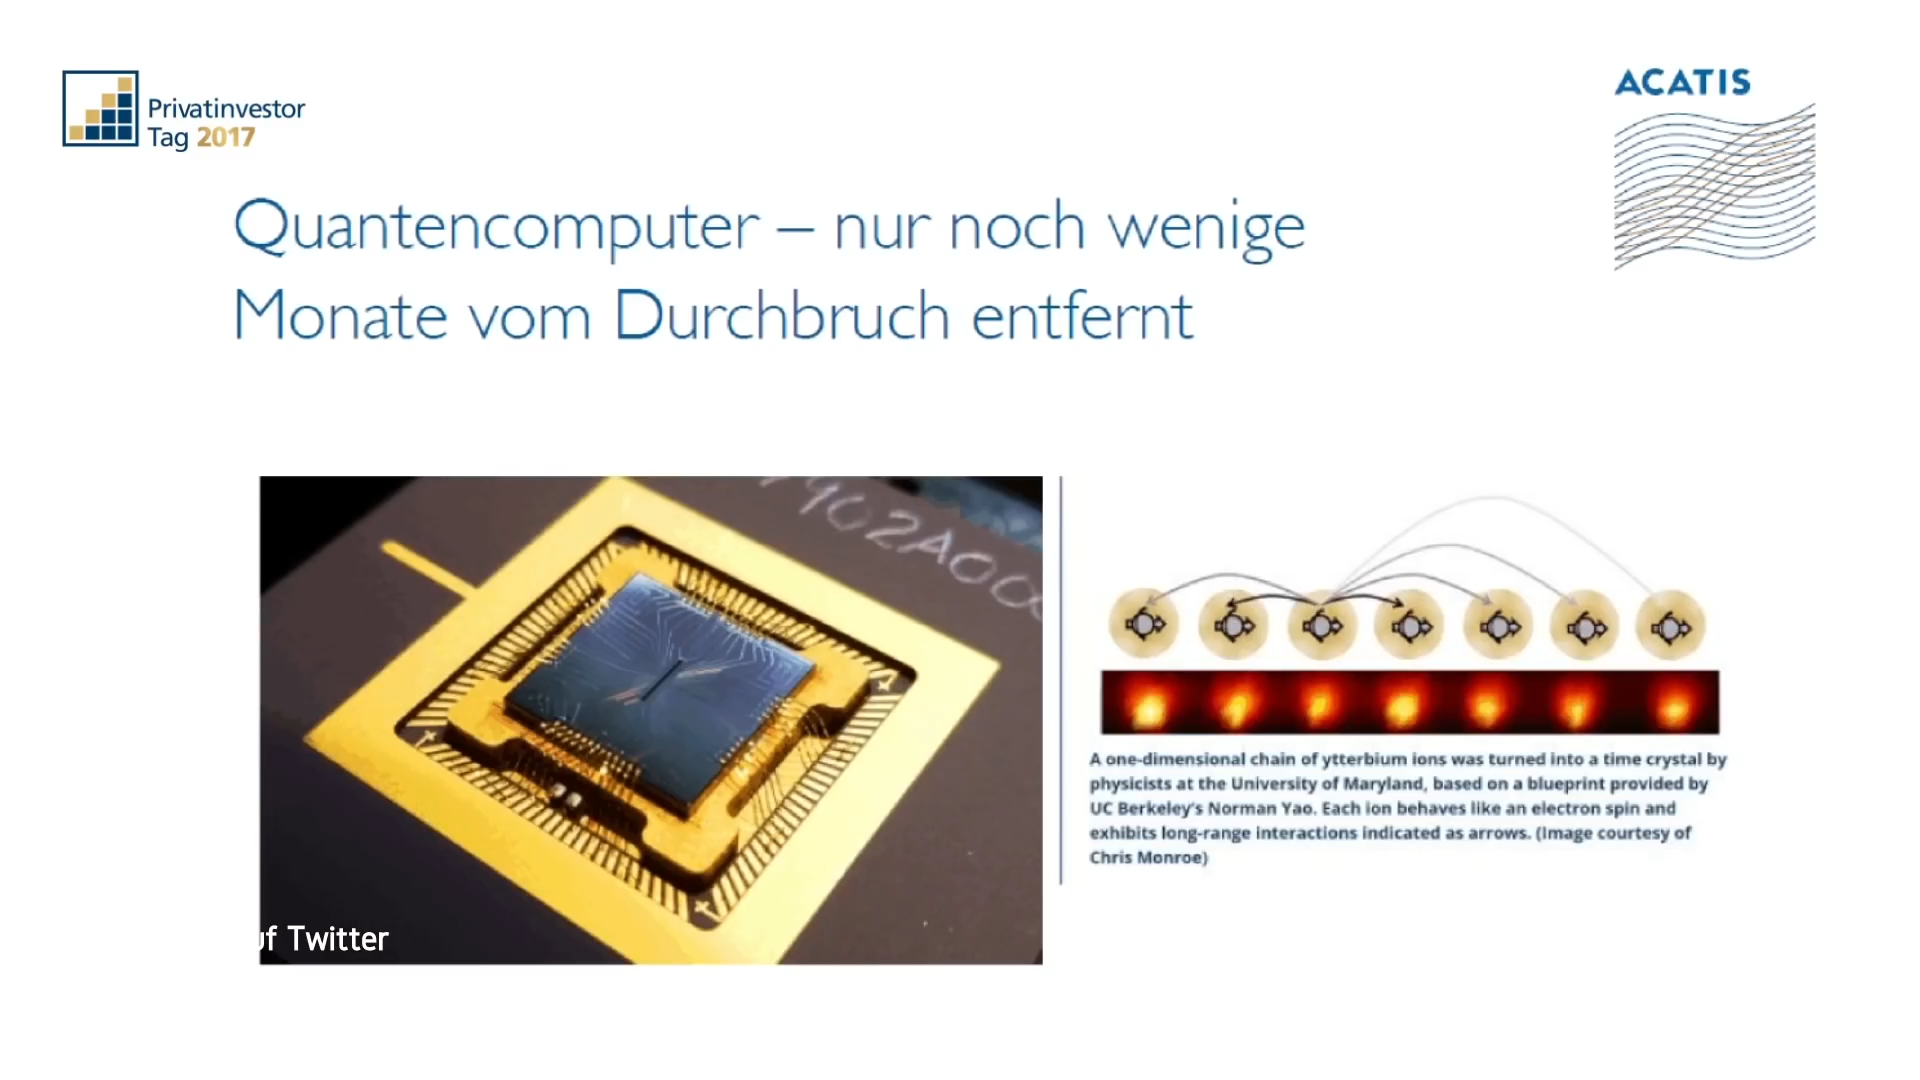 Privatinvestor
Tag 2017
ACATIS
Quantencomputer – nur noch wenige
Monate vom Durchbruch entfernt
A one-dimensional chain of ytterbium ions was turned into a time crystal by
physicists at the University of Maryland, based on a blueprint provided by
UC Berkeley's Norman Yao. Each ion behaves like an electron spin and
exhibits long-range interactions indicated as arrows. (Image courtesy of
Chris Monroe)
Twitter